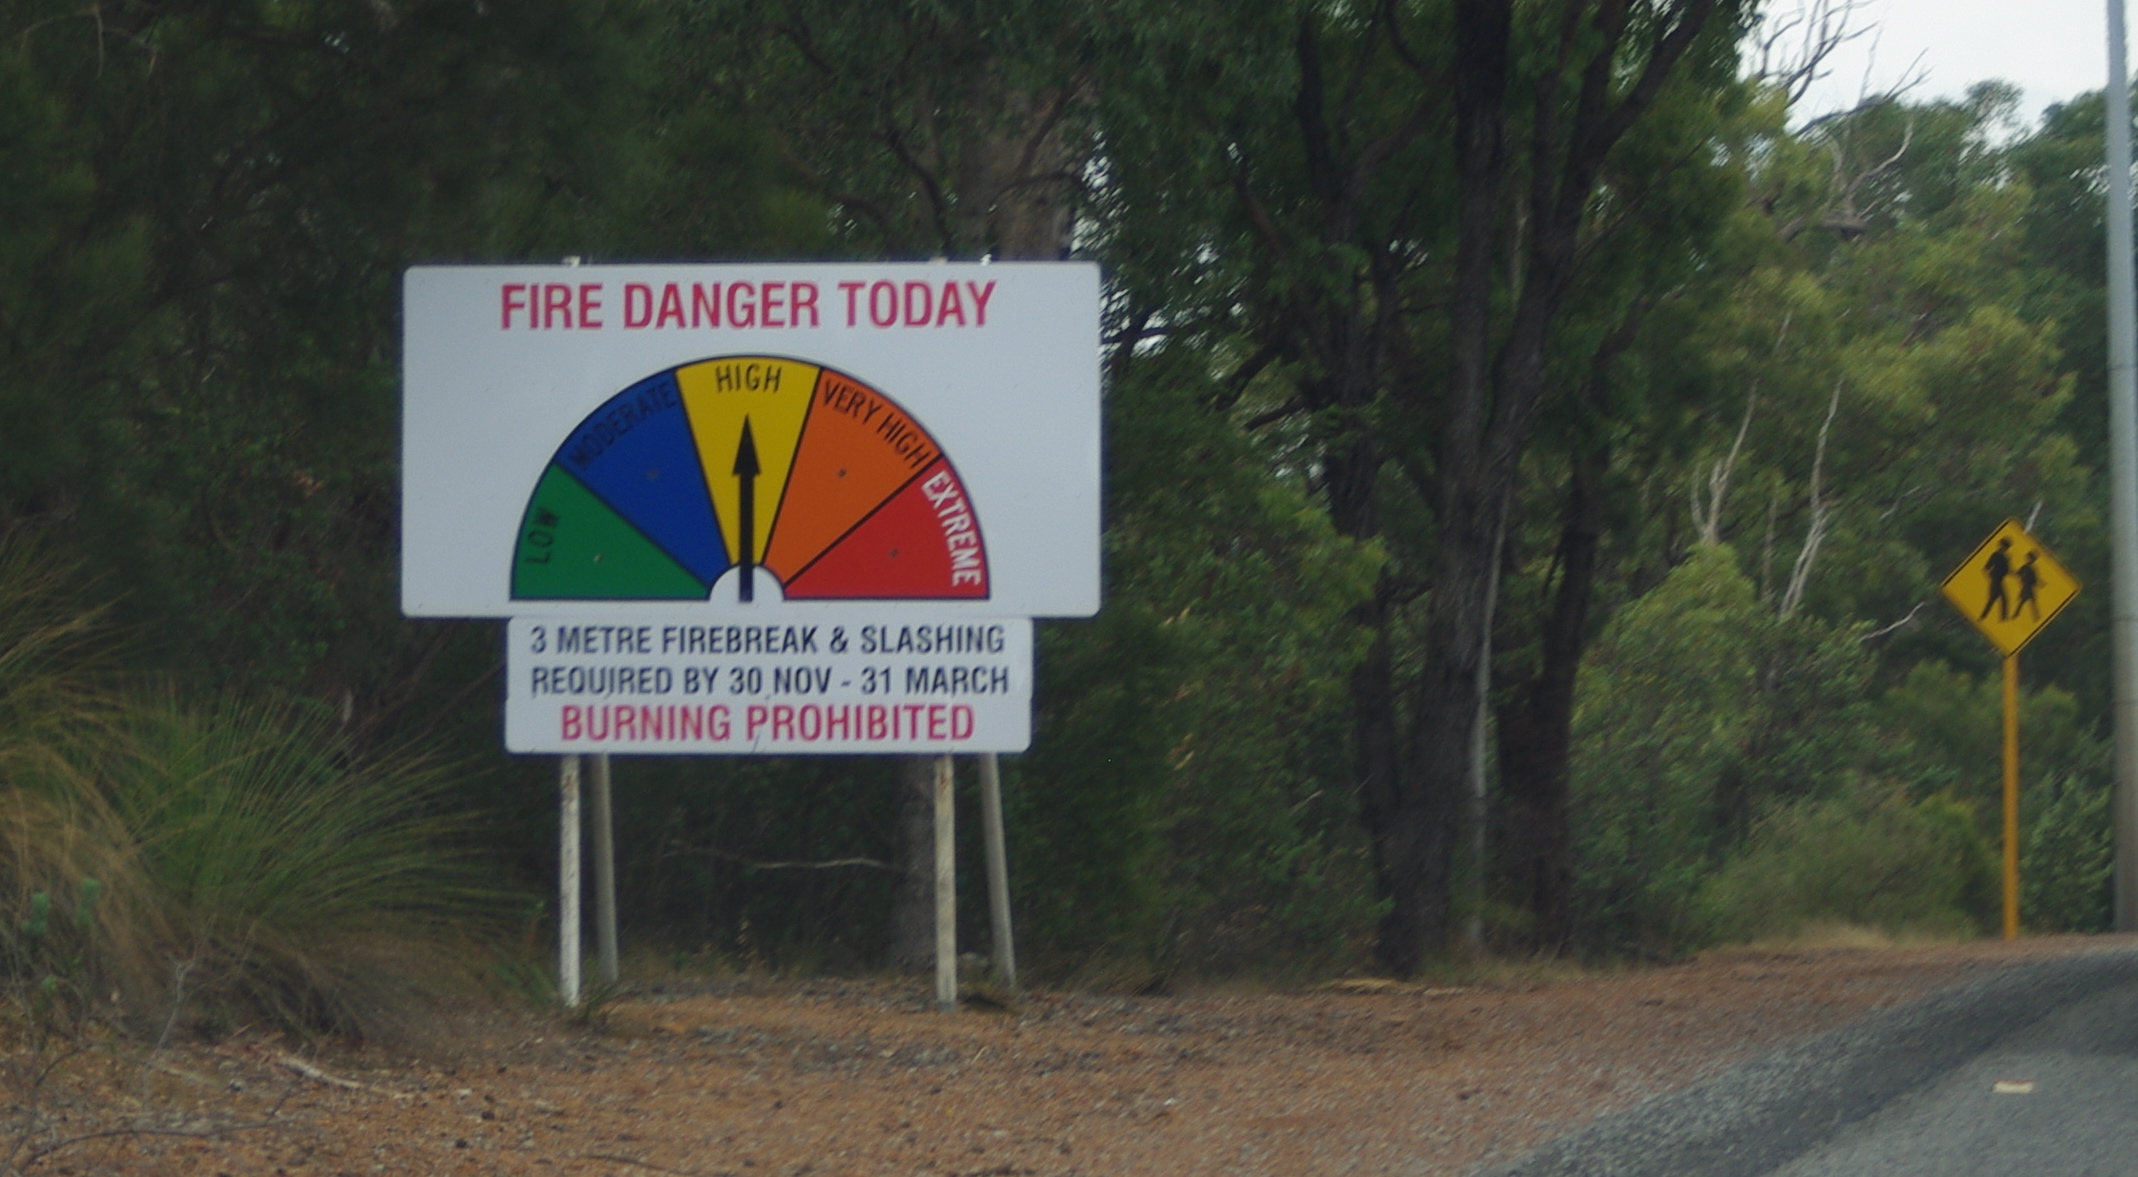 FIRE DANGER TODAY
LOW
MODERATE
HIGH
VERY HIGH
EXTREME
3 METRE FIREBREAK & SLASHING
REQUIRED BY 30 NOV - 31 MARCH
BURNING PROHIBITED